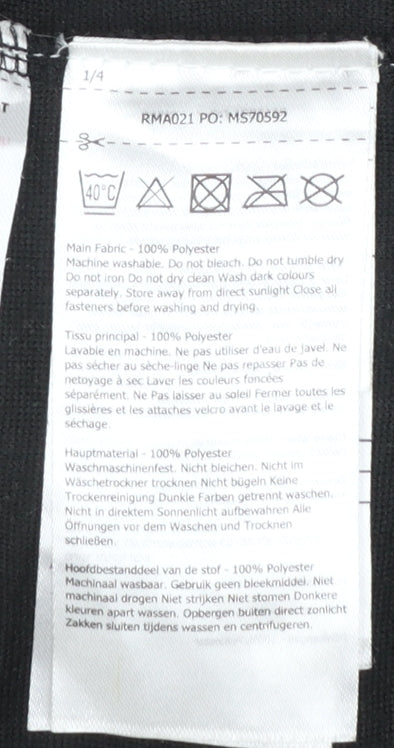 1/4
RMA021 PO: MS70592
40°C
Main Fabric - 100% Polyester
Machine washable. Do not bleach. Do not tumble dry
Do not iron Do not dry clean Wash dark colours
separately. Store away from direct sunlight Close all
fasteners before washing and drying.
Tissu principal - 100% Polyester
Lavable en machine. Ne pas utiliser d'eau de javel. Ne
pas sécher au sèche-linge Ne pas repasser Pas de
netoyage à sec Laver les couleurs foncées
séparément. Ne Pas laisser au soleil Fermer toutes les
glissières et les attaches velcro avant le lavage et le
séchage.
Hauptmaterial - 100% Polyester
Waschmaschinenfest. Nicht bleichen. Nicht im
Wäschetrockner trocknen Nicht bügeln Keine
Trockenreinigung Dunkle Farben getrennt waschen.
Nicht in direktem Sonnenlicht aufbewahren Alle
Öffnungen vor dem Waschen und Trocknen
schließen.
Hoofdbestanddeel van de stof - 100% Polyester
Machinaal wasbaar. Gebruik geen bleekmiddel. Niet
machinaal drogen Niet strijken Niet stomen Donkere
kleuren apart wassen. Opbergen buiten direct zonlicht
Zakken sluiten tijdens wassen en centrifugeren.